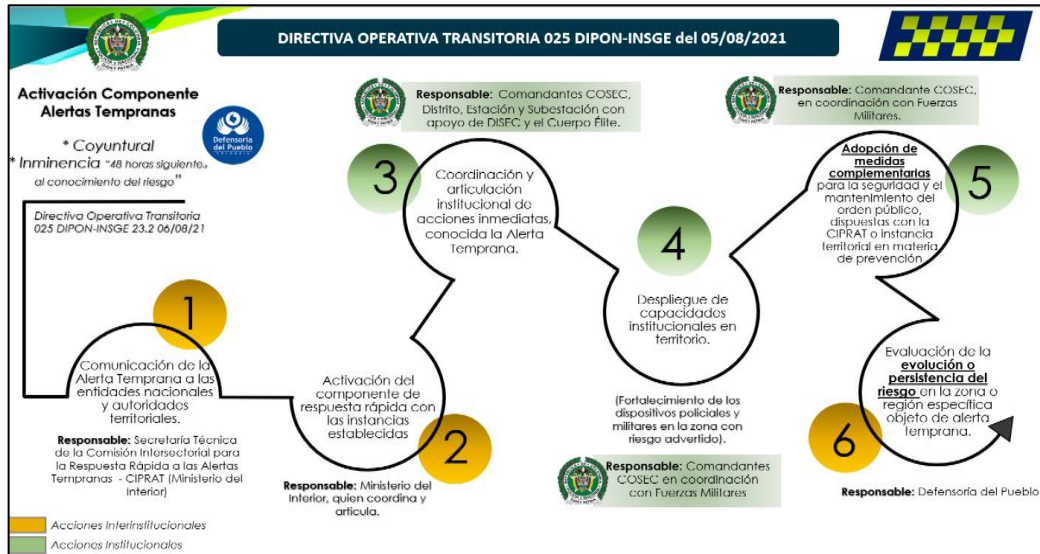 DIRECTIVA OPERATIVA TRANSITORIA 025 DIPON-INSGE del 05/08/2021
Activación Componente
Alertas Tempranas
* Coyuntural
* Inminencia "48 horas siguientes
al conocimiento del riesgo"
Defensoría
del Pueblo
COLOMBIA
Directiva Operativa Transitoria
025 DIPON-INSGE 23.2 06/08/21
1
Comunicación de la
Alerta Temprana a las
entidades nacionales
y autoridades
territoriales.
Responsable: Secretaría Técnica
de la Comisión Intersectorial para
la Respuesta Rápida a las Alertas
Tempranas - CIPRAT (Ministerio del
Interior)
2
Activación del
componente de
respuesta rápida con
las instancias
establecidas
Responsable: Ministerio del
Interior, quien coordina y
articula.
Responsable: Comandantes COSEC,
Distrito, Estación y Subestación con
apoyo de DISEC y el Cuerpo Élite.
3
Coordinación y
articulación
institucional de
acciones inmediatas,
conocida la Alerta
Temprana.
4
Despliegue de
capacidades
institucionales en
territorio.
(Fortalecimiento de los
dispositivos policiales y
militares en la zona con
riesgo advertido).
Responsable: Comandantes
COSEC en coordinación
con Fuerzas Militares
Responsable: Comandante COSEC,
en coordinación con Fuerzas
Militares.
5
Adopción de
medidas
complementarias
para la seguridad y el
mantenimiento del
orden público,
dispuestas con la
CIPRAT o instancia
territorial en materia
de prevención
6
Evaluación de la
evolución o
persistencia del
riesgo en la zona o
región específica
objeto de alerta
temprana.
Responsable: Defensoría del Pueblo
Acciones Interinstitucionales
Acciones Institucionales